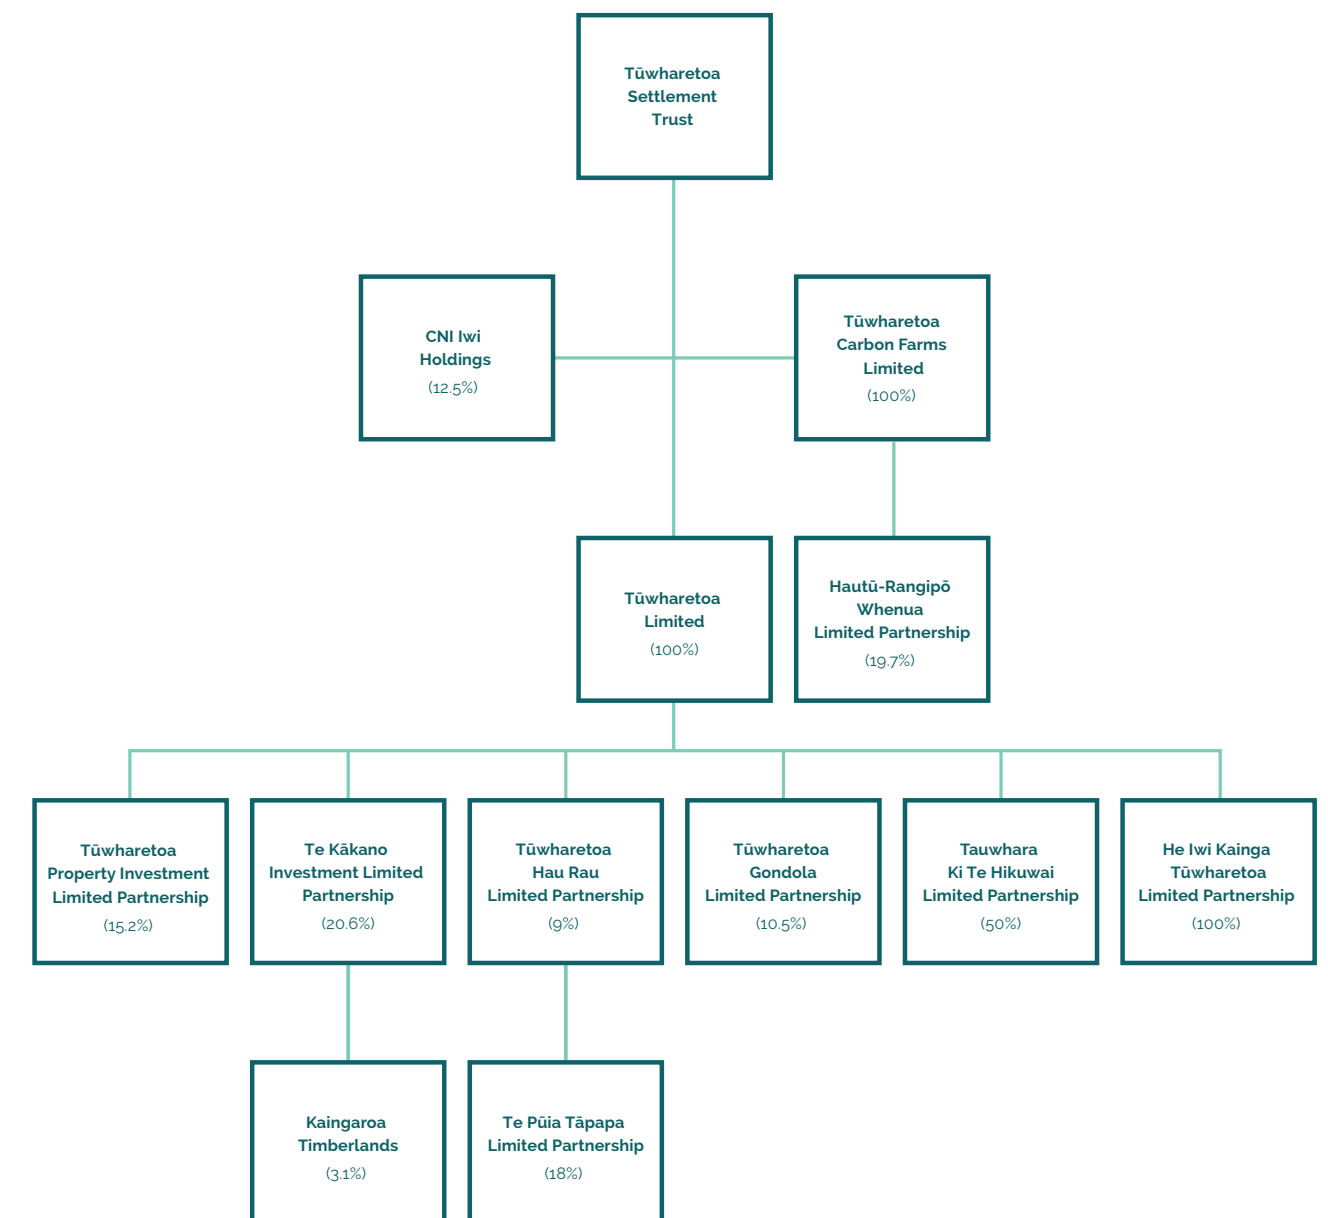 Tūwharetoa
Settlement
Trust
CNI Iwi
Holdings
(12.5%)
Tūwharetoa
Carbon Farms
Limited
(100%)
Tūwharetoa
Limited
(100%)
Hautū-Rangipō
Whenua
Limited Partnership
(19.7%)
Tūwharetoa
Property Investment
Limited Partnership
(15.2%)
Te Kākano
Investment Limited
Partnership
(20.6%)
Tūwharetoa
Hau Rau
Limited Partnership
(9%)
Tūwharetoa
Gondola
Limited Partnership
(10.5%)
Tauwhara
Ki Te Hikuwai
Limited Partnership
(50%)
He Iwi Kainga
Tūwharetoa
Limited Partnership
(100%)
Kaingaroa
Timberlands
(3.1%)
Te Pūia Tāpapa
Limited Partnership
(18%)